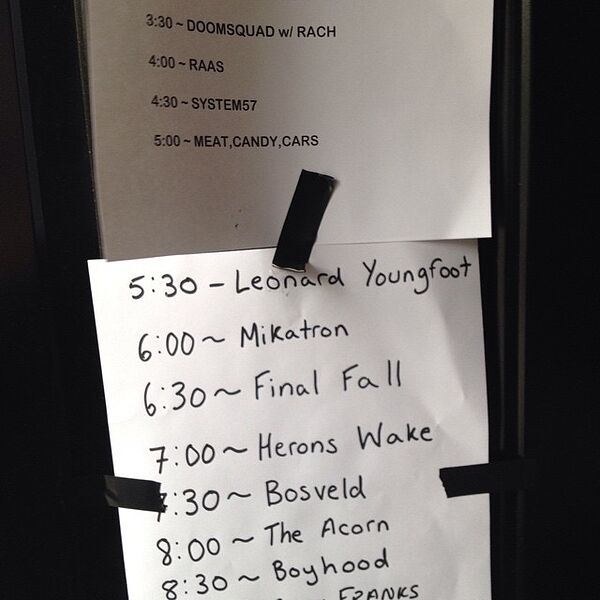 3:30 ~ DOOMSQUAD w/ RACH
4:00 ~ RAAS
4:30 ~ SYSTEM57
5:00 ~ MEAT,CANDY,CARS
5:30 - Leonard Youngfoot
6:00 ~ Mikatron
6:30 ~ Final Fall
7:00 ~ Herons Wake
7:30 ~ Bosveld
8:00 ~ The Acorn
8:30 ~ Boyhood
FRANKS